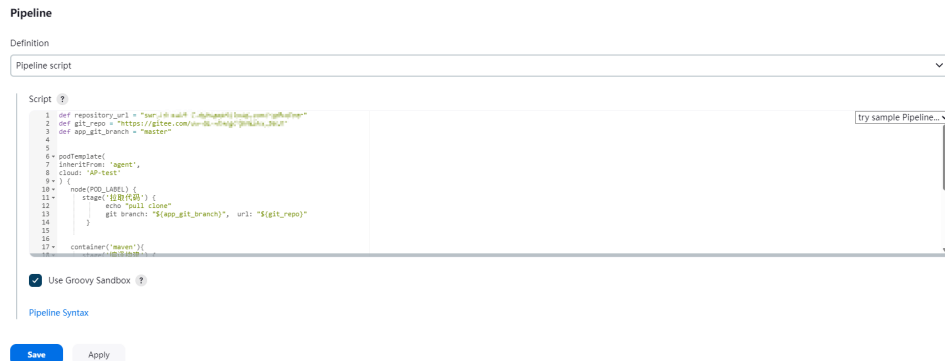 Pipeline
Definition
Pipeline script
Script ?
try sample Pipeline...
1 def repository_url = "swr.
2 def git_repo = "https://gitee.com/
3 def app_git_branch = "master"
4
5
6 podTemplate(
7 inheritFrom: 'agent',
8 cloud: 'AP-test'
9 ) {
10 node(POD_LABEL) {
11 stage('拉取代码') {
12 echo "pull clone"
13 git branch: "${app_git_branch}", url: "${git_repo}"
14 }
15
16
17 container('maven'){
18
Use Groovy Sandbox ?
Pipeline Syntax
Save
Apply